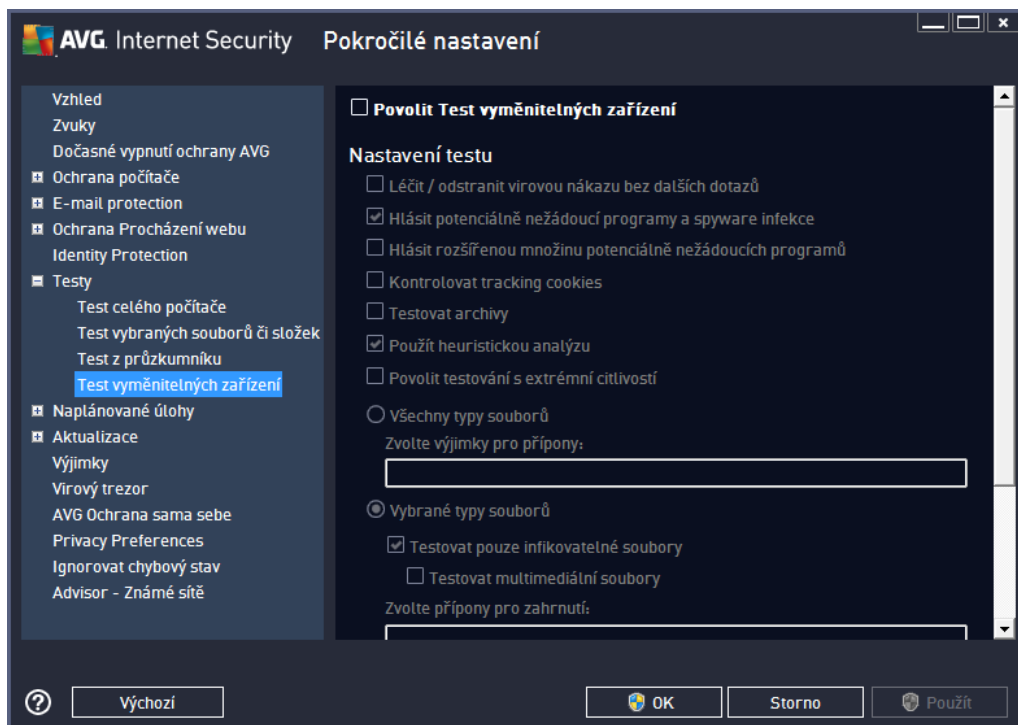 AVG. Internet Security Pokročilé nastavení
Vzhled
Zvuky
Dočasné vypnutí ochrany AVG
Ochrana počítače
E-mail protection
Ochrana Procházení webu
Identity Protection
Testy
Test celého počítače
Test vybraných souborů či složek
Test z průzkumníku
Test vyměnitelných zařízení
Naplánované úlohy
Aktualizace
Výjimky
Virový trezor
AVG Ochrana sama sebe
Privacy Preferences
Ignorovat chybový stav
Advisor - Známé sítě
Povolit Test vyměnitelných zařízení
Nastavení testu
Léčit / odstranit virovou nákazu bez dalších dotazů
Hlásit potenciálně nežádoucí programy a spyware infekce
Hlásit rozšířenou množinu potenciálně nežádoucích programů
Kontrolovat tracking cookies
Testovat archivy
Použít heuristickou analýzu
Povolit testování s extrémní citlivostí
Všechny typy souborů
Zvolte výjimky pro přípony:
Vybrané typy souborů
Testovat pouze infikovatelné soubory
Testovat multimediální soubory
Zvolte přípony pro zahrnutí:
Výchozí
OK
Storno
Použít